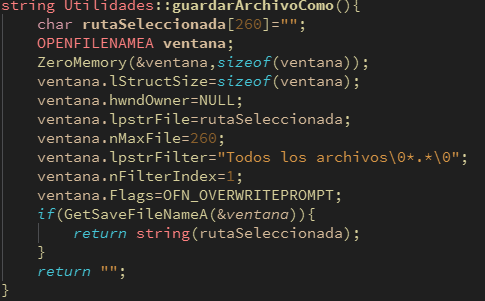 string Utilidades::guardarArchivoComo(){
    char rutaSeleccionada[260]="";
    OPENFILENAMEA ventana;
    ZeroMemory(&ventana,sizeof(ventana));
    ventana.lStructSize=sizeof(ventana);
    ventana.hwndOwner=NULL;
    ventana.lpstrFile=rutaSeleccionada;
    ventana.nMaxFile=260;
    ventana.lpstrFilter="Todos los archivos\0*.*\0";
    ventana.nFilterIndex=1;
    ventana.Flags=OFN_OVERWRITEPROMPT;
    if(GetSaveFileNameA(&ventana)){
        return string(rutaSeleccionada);
    }
    return "";
}